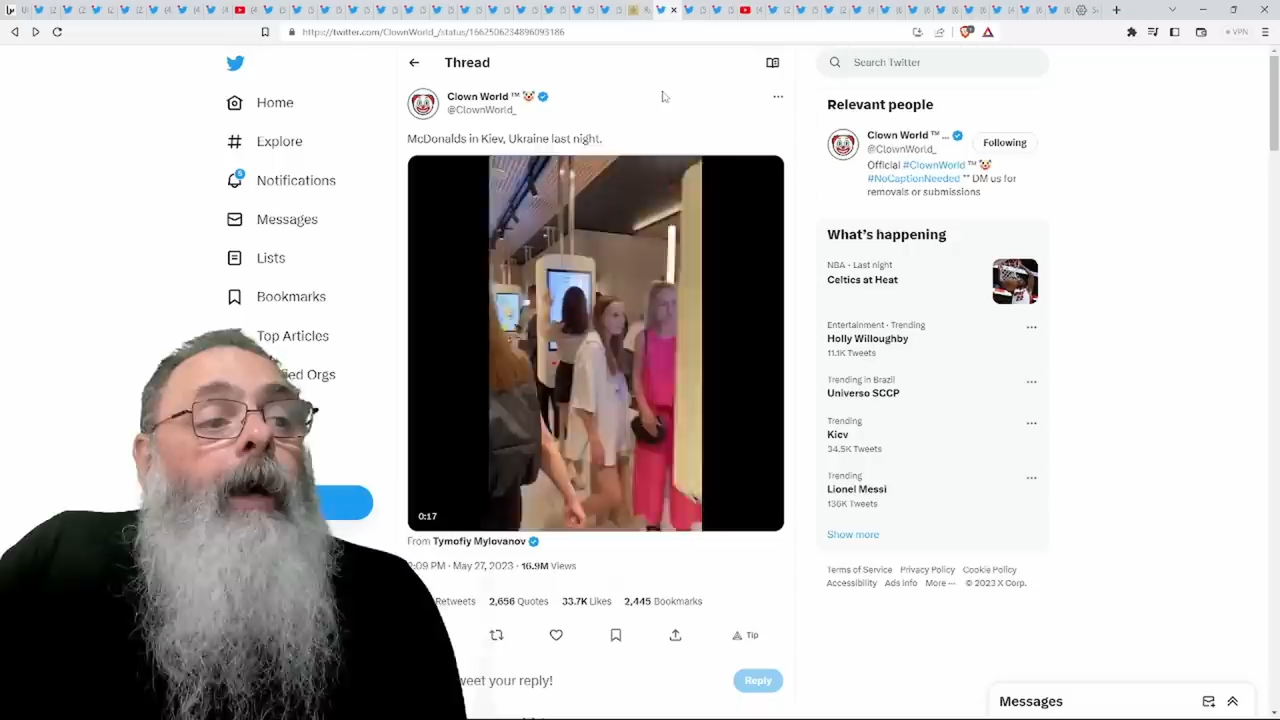 https://twitter.com/ClownWorld_/status/1662506234896093186
VPN
Home
Explore
Notifications
6
Messages
Lists
Bookmarks
Top Articles
Orgs
Thread
Clown World ™ 🤡
@ClownWorld_
McDonalds in Kiev, Ukraine last night.
0:17
From Tymofiy Mylovanov
:09 PM · May 27, 2023 · 16.9M Views
Retweets 2,656 Quotes 33.7K Likes 2,445 Bookmarks
Tip
weet your reply!
Reply
Search Twitter
Relevant people
Clown World ™ ...
@ClownWorld_
Following
Official #ClownWorld ™ 🤡
#NoCaptionNeeded "" DM us for
removals or submissions
What's happening
NBA · Last night
Celtics at Heat
Entertainment · Trending
Holly Willoughby
11.1K Tweets
Trending in Brazil
Universo SCCP
Trending
Kiev
34.5K Tweets
Trending
Lionel Messi
136K Tweets
Show more
Terms of Service Privacy Policy Cookie Policy
Accessibility Ads info More ··· © 2023 X Corp.
Messages